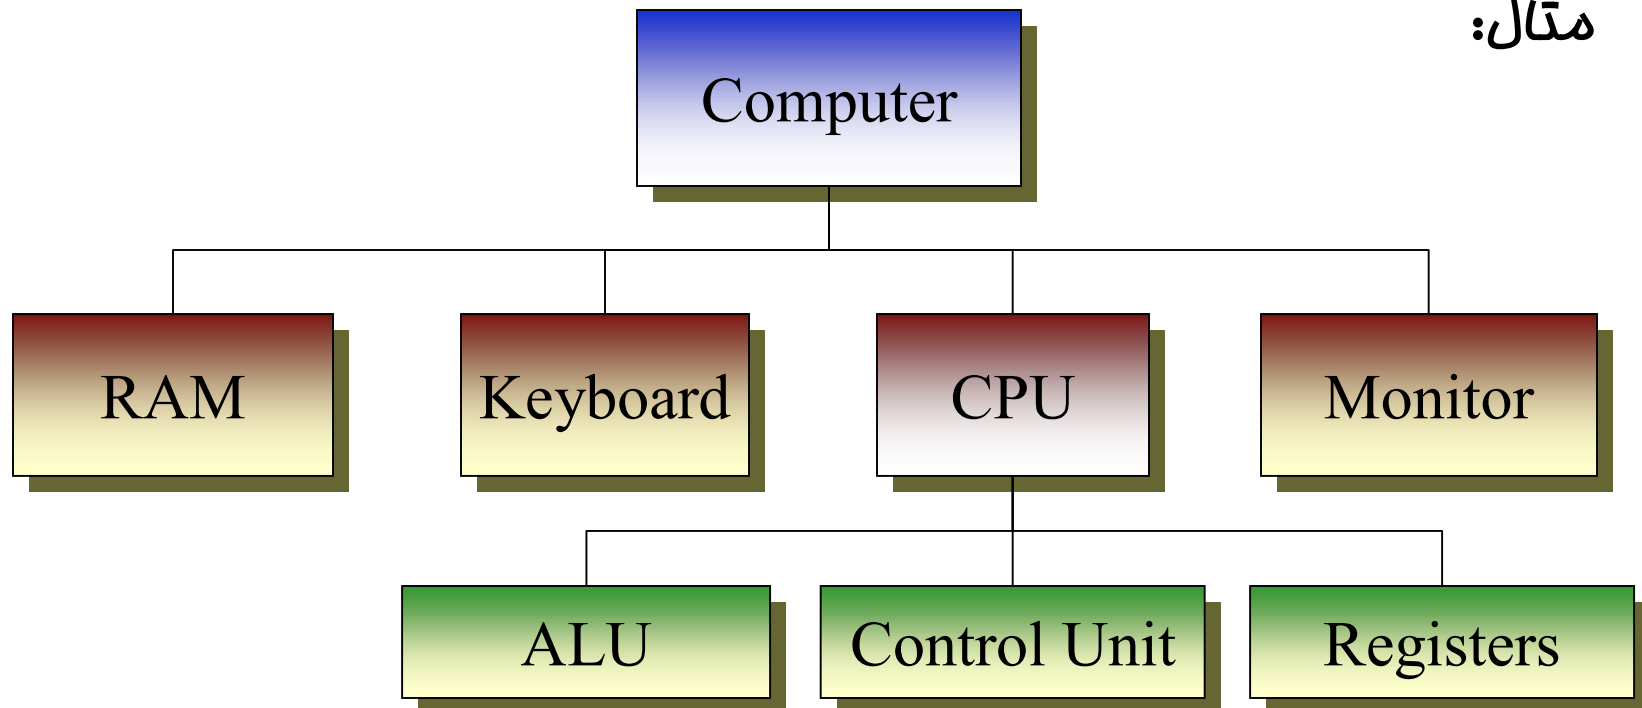 مثال:
Computer
RAM Keyboard CPU Monitor
ALU Control Unit Registers